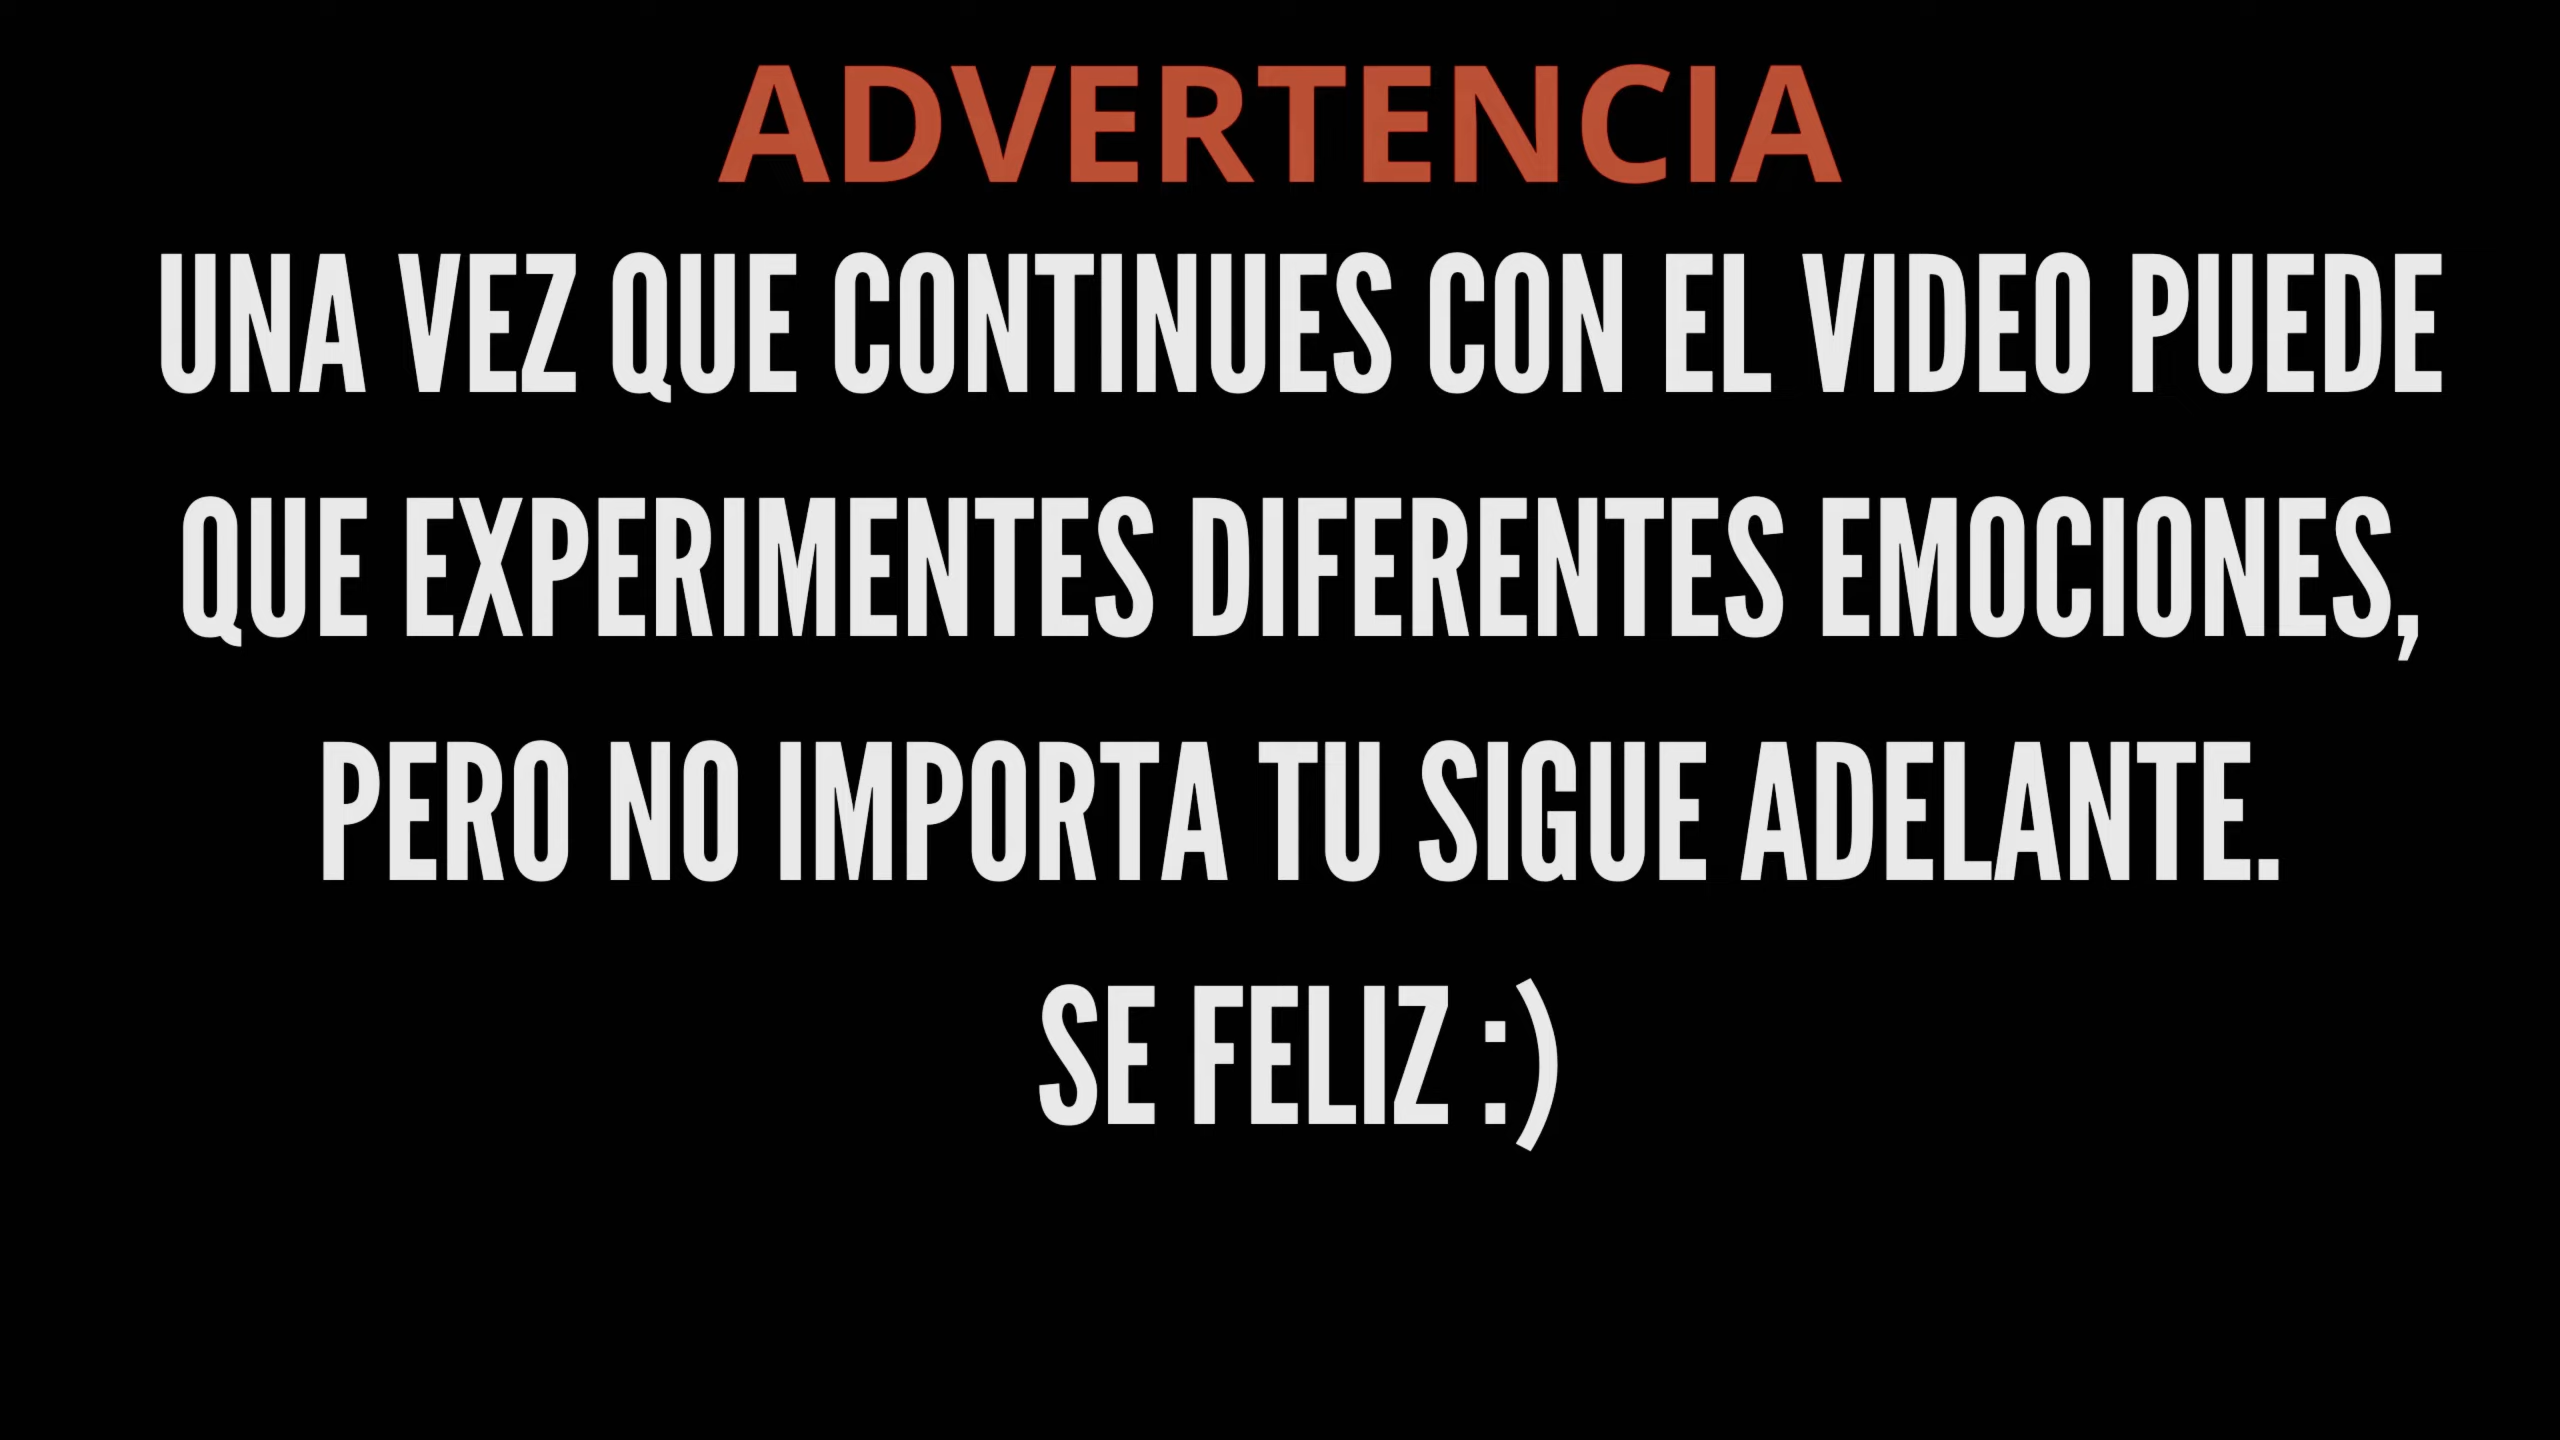 ADVERTENCIA
UNA VEZ QUE CONTINUES CON EL VIDEO PUEDE
QUE EXPERIMENTES DIFERENTES EMOCIONES,
PERO NO IMPORTA TU SIGUE ADELANTE.
SE FELIZ :)